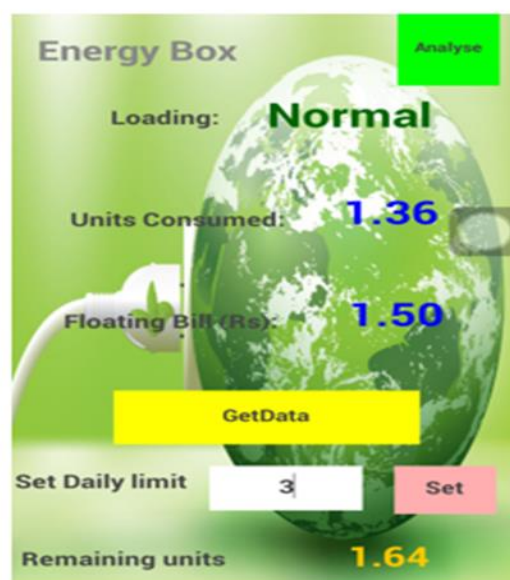 Energy Box
Analyse
Loading: Normal
Units Consumed: 1.36
Floating Bill (Rs): 1.50
GetData
Set Daily limit 3 Set
Remaining units 1.64